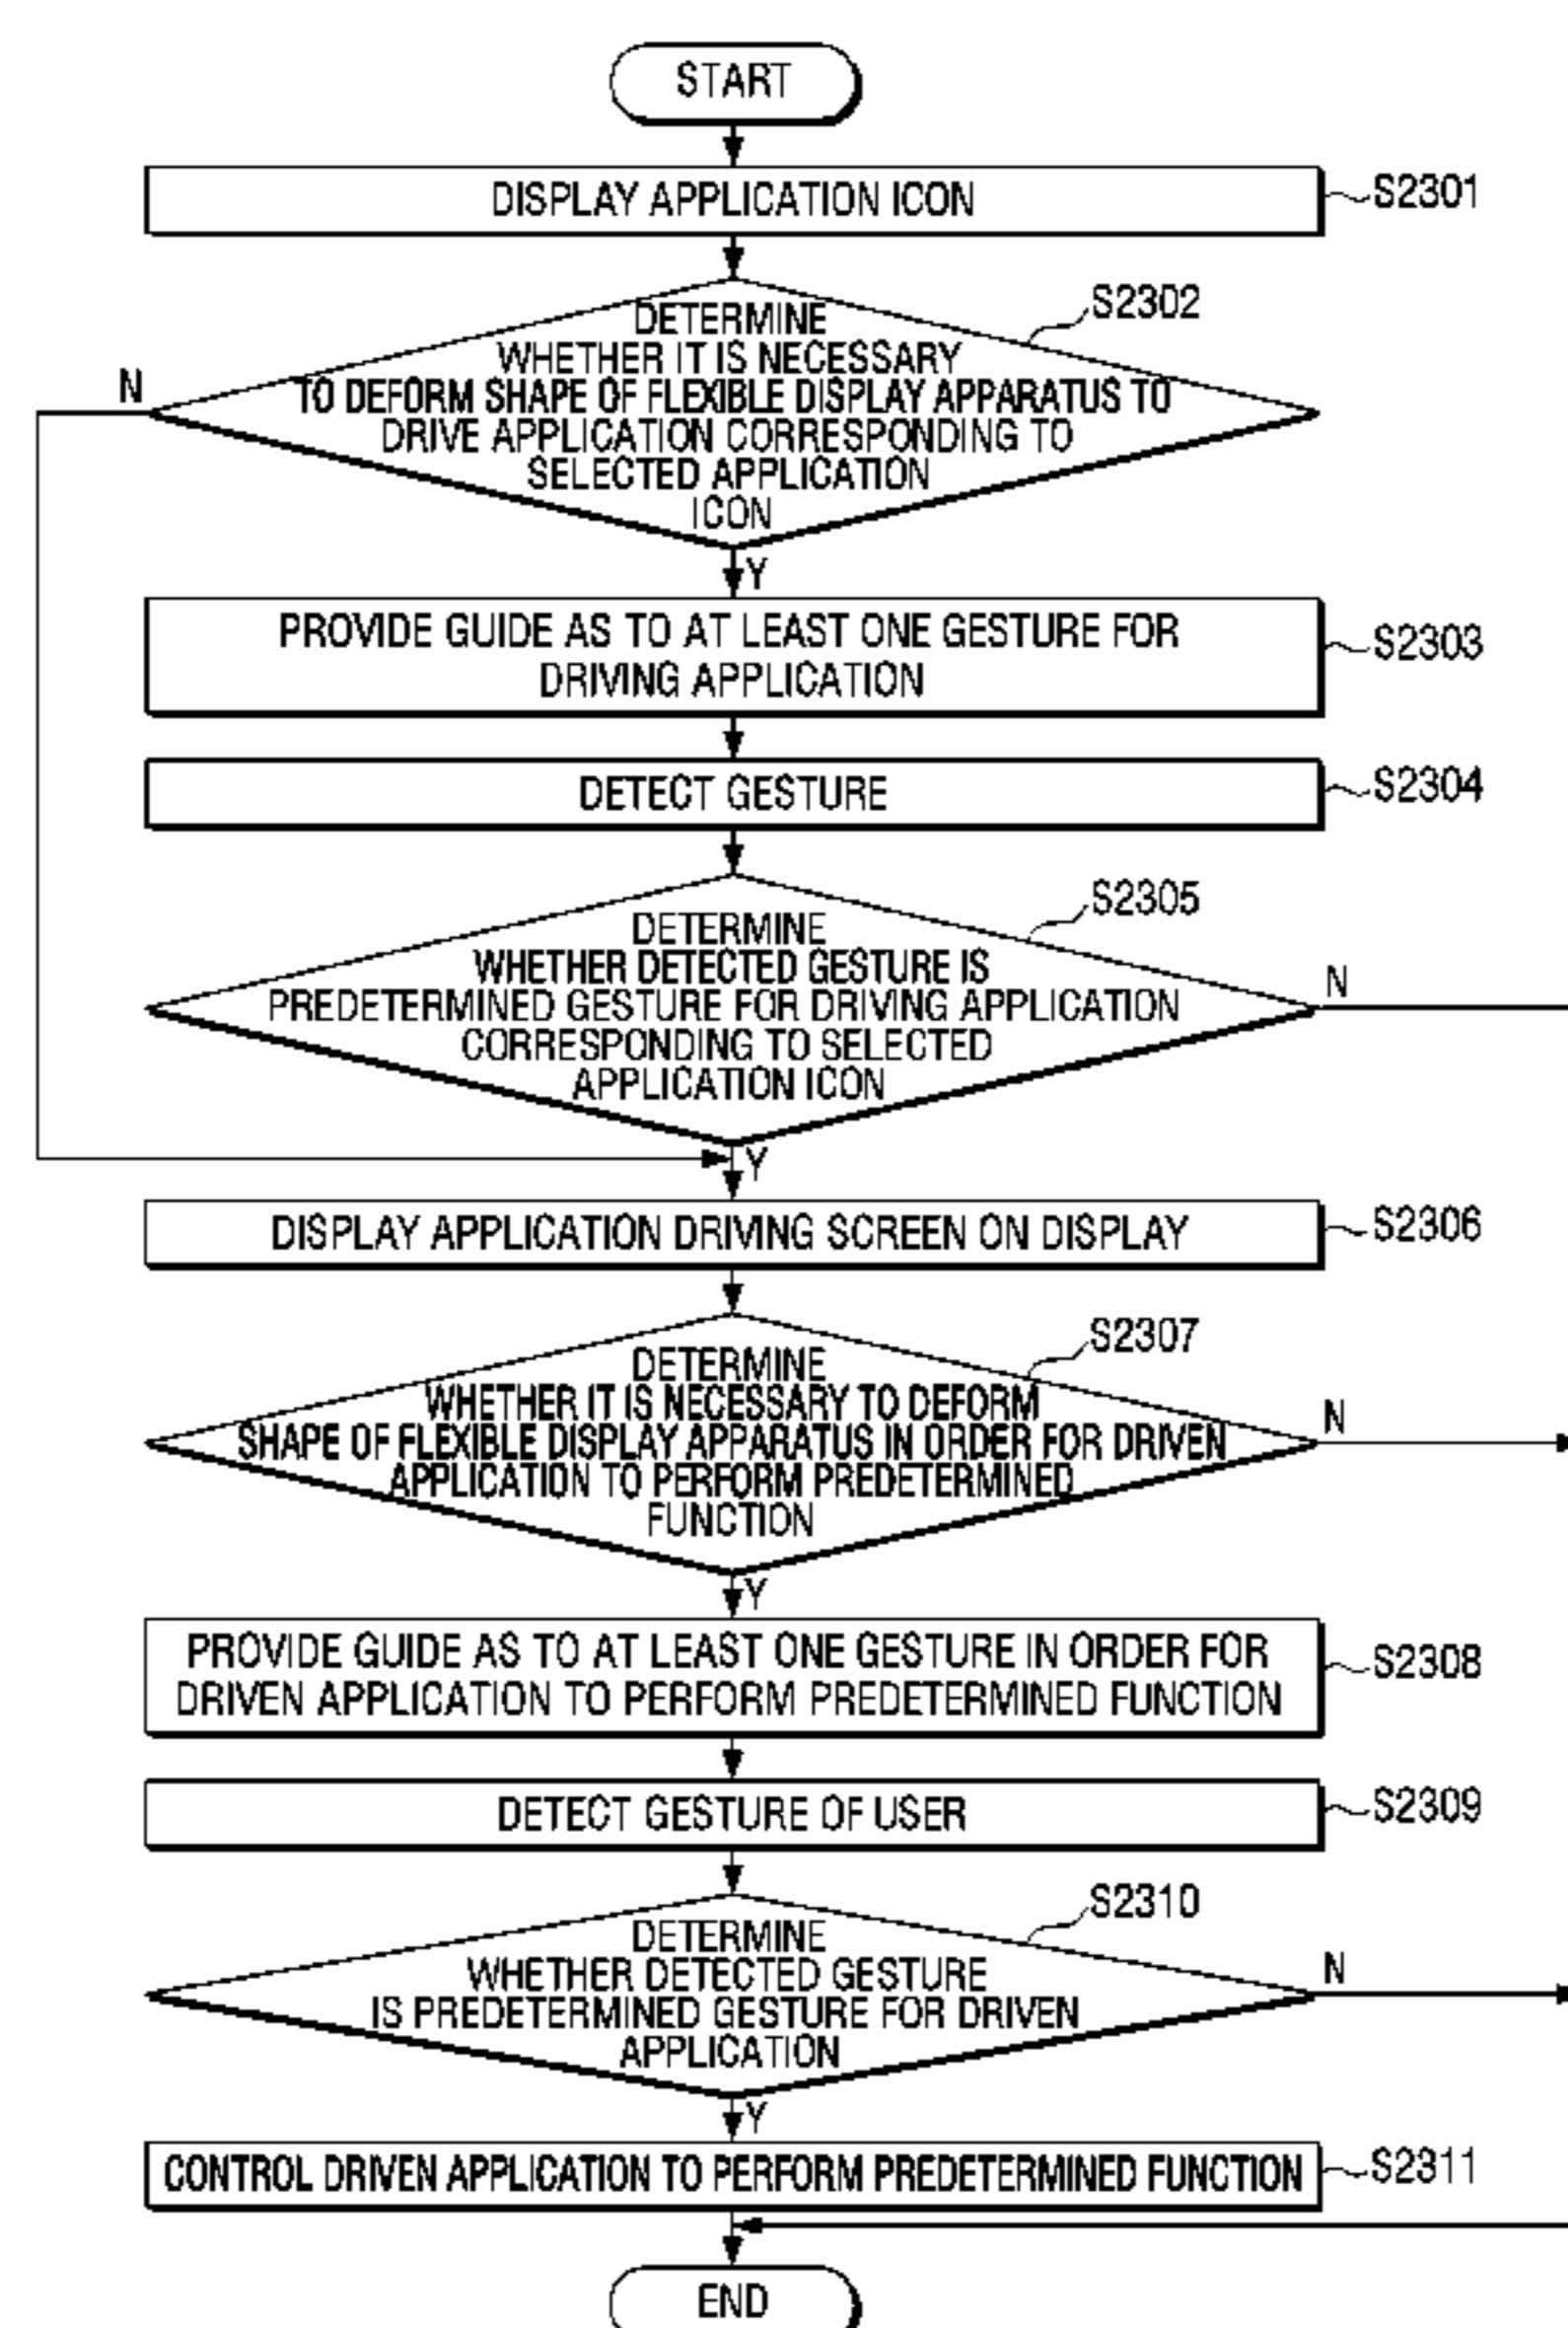 START
DISPLAY APPLICATION ICON
S2301
S2302
DETERMINE
WHETHER IT IS NECESSARY
TO DEFORM SHAPE OF FLEXIBLE DISPLAY APPARATUS TO
DRIVE APPLICATION CORRESPONDING TO
SELECTED APPLICATION
ICON
N
Y
PROVIDE GUIDE AS TO AT LEAST ONE GESTURE FOR
DRIVING APPLICATION
S2303
DETECT GESTURE
S2304
S2305
DETERMINE
WHETHER DETECTED GESTURE IS
PREDETERMINED GESTURE FOR DRIVING APPLICATION
CORRESPONDING TO SELECTED
APPLICATION ICON
N
Y
DISPLAY APPLICATION DRIVING SCREEN ON DISPLAY
S2306
S2307
DETERMINE
WHETHER IT IS NECESSARY TO DEFORM
SHAPE OF FLEXIBLE DISPLAY APPARATUS IN ORDER FOR DRIVEN
APPLICATION TO PERFORM PREDETERMINED
FUNCTION
N
Y
PROVIDE GUIDE AS TO AT LEAST ONE GESTURE IN ORDER FOR
DRIVEN APPLICATION TO PERFORM PREDETERMINED FUNCTION
S2308
DETECT GESTURE OF USER
S2309
S2310
DETERMINE
WHETHER DETECTED GESTURE
IS PREDETERMINED GESTURE FOR DRIVEN
APPLICATION
N
Y
CONTROL DRIVEN APPLICATION TO PERFORM PREDETERMINED FUNCTION
S2311
END